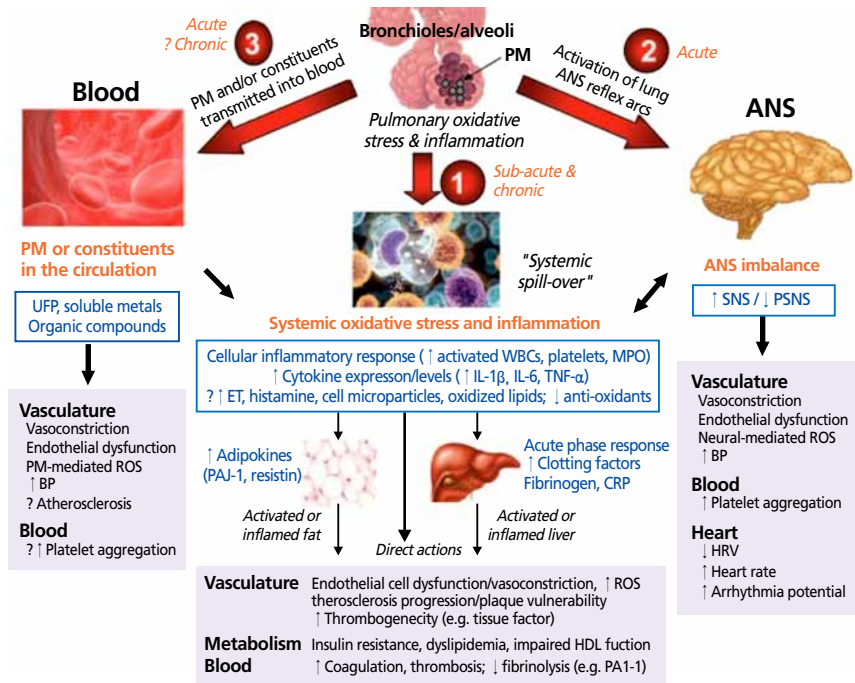 Acute
? Chronic
3
PM and/or constituents
transmitted into blood
Blood
Bronchioles/alveoli
PM
Pulmonary oxidative
stress & inflammation
2
Acute
Activation of lung
ANS reflex arcs
ANS
1
Sub-acute &
chronic
"Systemic
spill-over"
PM or constituents
in the circulation
UFP, soluble metals
Organic compounds
Vasculature
Vasoconstriction
Endothelial dysfunction
PM-mediated ROS
↑ BP
? Atherosclerosis
Blood
? ↑ Platelet aggregation
Systemic oxidative stress and inflammation
Cellular inflammatory response (↑ activated WBCs, platelets, MPO)
↑ Cytokine expresson/levels (↑ IL-1β, IL-6, TNF-α)
? ↑ ET, histamine, cell microparticles, oxidized lipids; ↓ anti-oxidants
↑ Adipokines
(PAJ-1, resistin)
Activated or
inflamed fat
Direct actions
Acute phase response
↑ Clotting factors
Fibrinogen, CRP
Activated or
inflamed liver
Vasculature Endothelial cell dysfunction/vasoconstriction, ↑ ROS
therosclerosis progression/plaque vulnerability
↑ Thrombogenecity (e.g. tissue factor)
Metabolism Insulin resistance, dyslipidemia, impaired HDL fuction
Blood ↑ Coagulation, thrombosis; ↓ fibrinolysis (e.g. PA1-1)
ANS imbalance
↑ SNS / ↓ PSNS
Vasculature
Vasoconstriction
Endothelial dysfunction
Neural-mediated ROS
↑ BP
Blood
↑ Platelet aggregation
Heart
↓ HRV
↑ Heart rate
↑ Arrhythmia potential